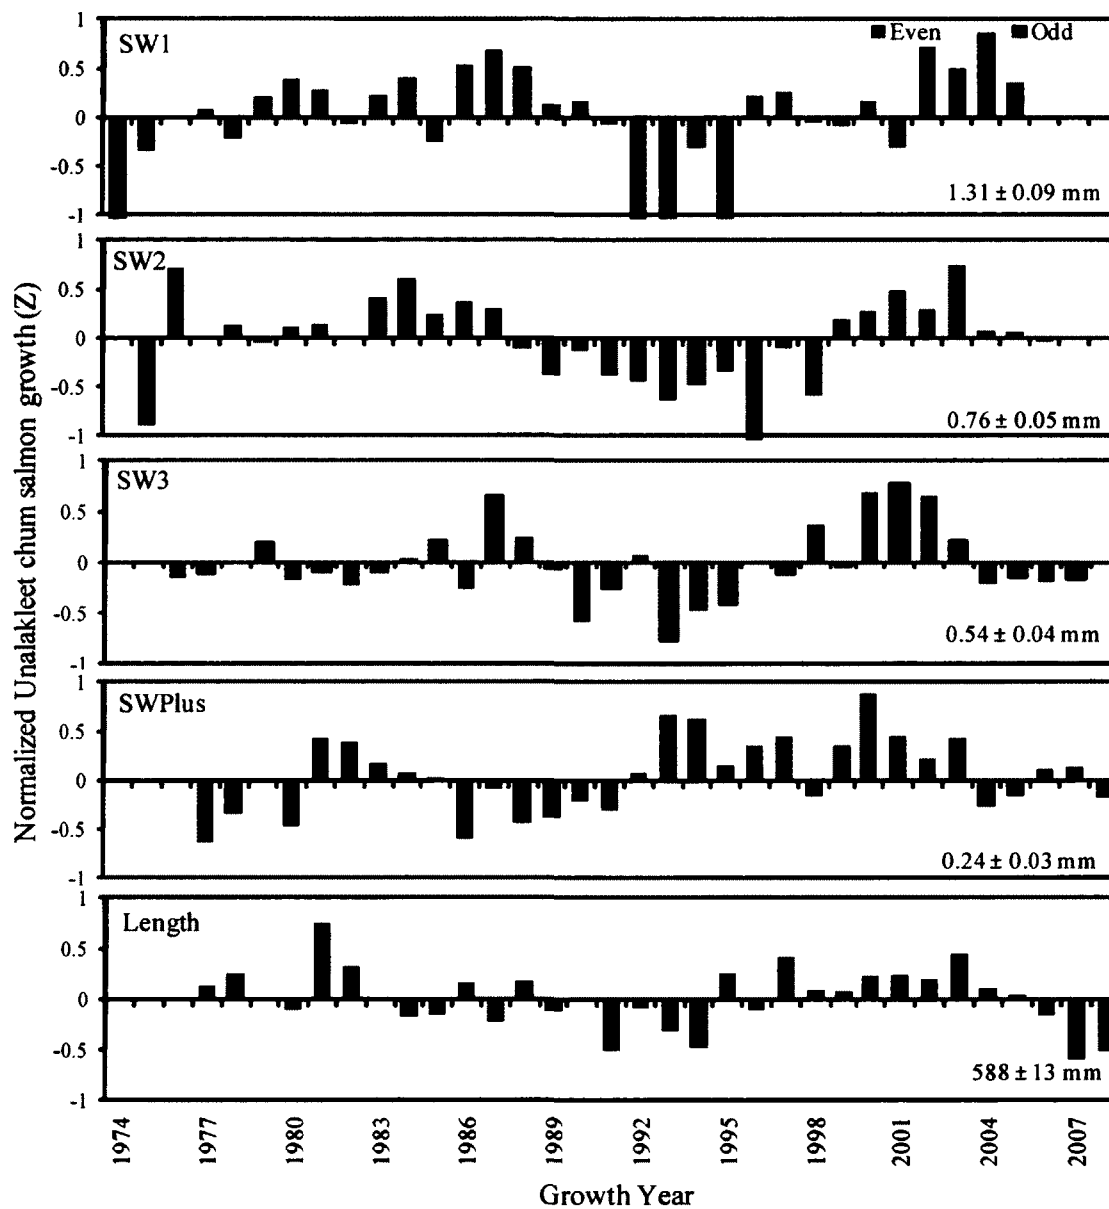 1
SW1
Even
Odd
0.5
0
-0.5
1.31 ± 0.09 mm
-1
1
SW2
0.5
0
-0.5
0.76 ± 0.05 mm
-1
1
SW3
0.5
0
-0.5
0.54 ± 0.04 mm
-1
1
SWPlus
0.5
0
-0.5
0.24 ± 0.03 mm
-1
1
Length
0.5
0
-0.5
588 ± 13 mm
-1
Normalized Unalakleet chum salmon growth (Z)
1974 1977 1980 1983 1986 1989 1992 1995 1998 2001 2004 2007
Growth Year